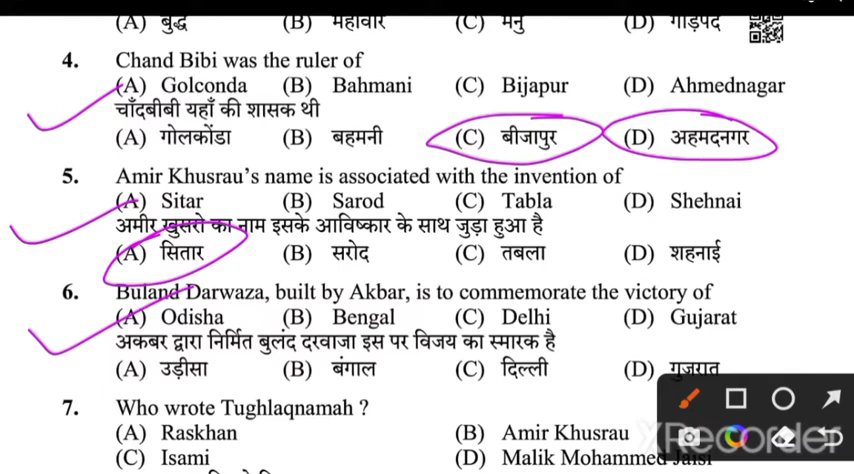 (A) बुद्ध (B) महावीर (C) मनु (D) गौड़पद
4. Chand Bibi was the ruler of
(A) Golconda (B) Bahmani (C) Bijapur (D) Ahmednagar
चाँदबीबी यहाँ की शासक थी
(A) गोलकोंडा (B) बहमनी (C) बीजापुर (D) अहमदनगर
5. Amir Khusrau's name is associated with the invention of
(A) Sitar (B) Sarod (C) Tabla (D) Shehnai
अमीर खुसरो का नाम इसके आविष्कार के साथ जुड़ा हुआ है
(A) सितार (B) सरोद (C) तबला (D) शहनाई
6. Buland Darwaza, built by Akbar, is to commemorate the victory of
(A) Odisha (B) Bengal (C) Delhi (D) Gujarat
अकबर द्वारा निर्मित बुलंद दरवाजा इस पर विजय का स्मारक है
(A) उड़ीसा (B) बंगाल (C) दिल्ली (D) गुजरात
7. Who wrote Tughlaqnamah ?
(A) Raskhan (B) Amir Khusrau
XRecorder
(C) Isami (D) Malik Mohammed Jaisi